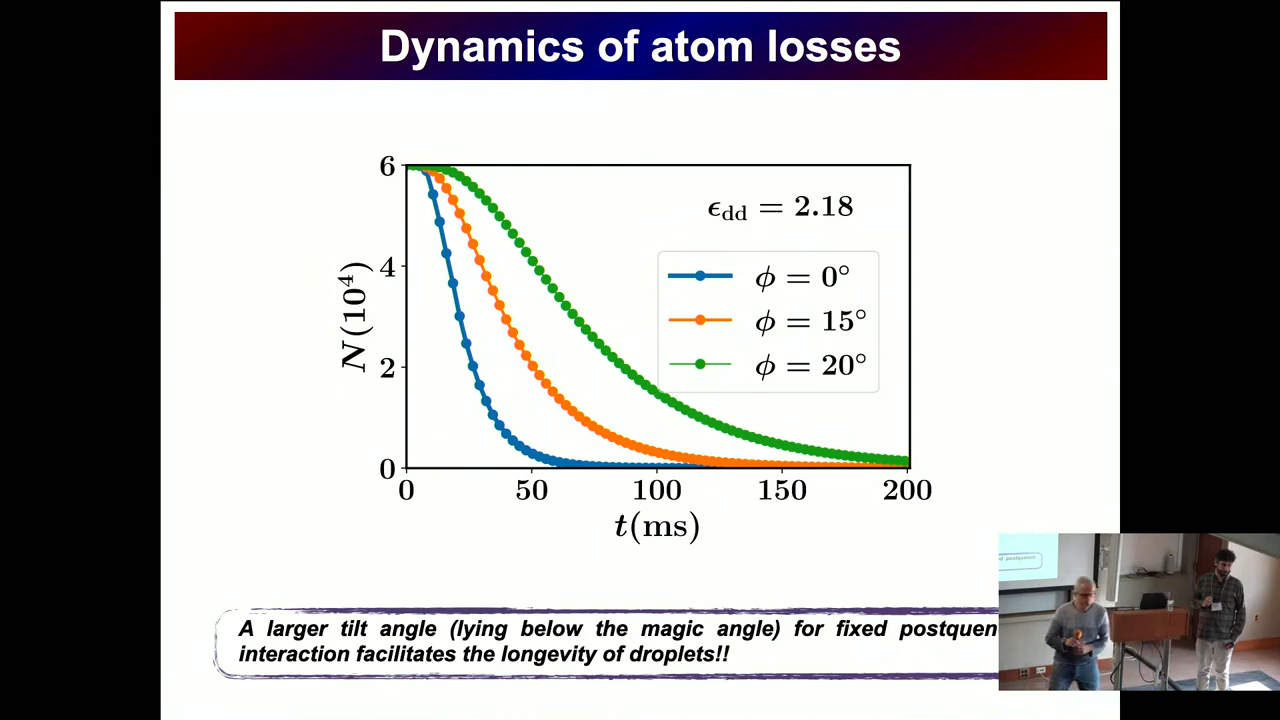 Dynamics of atom losses
6
4
2
0
N(10⁴)
ϵdd = 2.18
ϕ = 0°
ϕ = 15°
ϕ = 20°
0 50 100 150 200
t(ms)
A larger tilt angle (lying below the magic angle) for fixed postquen
interaction facilitates the longevity of droplets!!